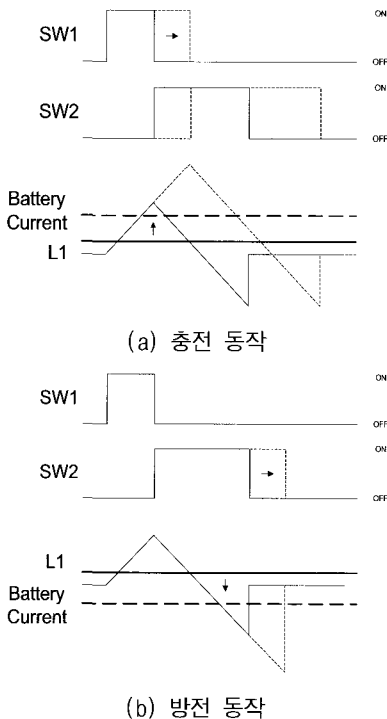 SW1
ON
OFF
SW2
ON
OFF
Battery
Current
L1
(a) 충전 동작
SW1
ON
OFF
SW2
ON
OFF
L1
Battery
Current
(b) 방전 동작